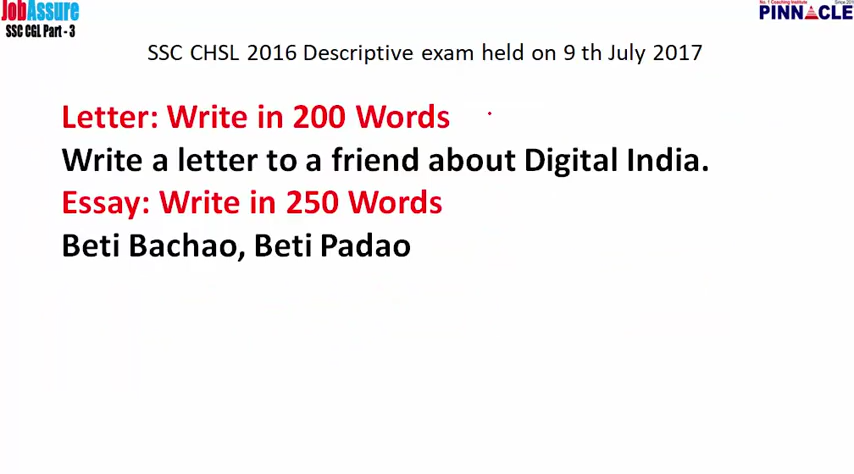 JobAssure
SSC CGL Part - 3
No. 1 Coaching Institute
PINNACLE
SSC CHSL 2016 Descriptive exam held on 9 th July 2017
Letter: Write in 200 Words
Write a letter to a friend about Digital India.
Essay: Write in 250 Words
Beti Bachao, Beti Padao